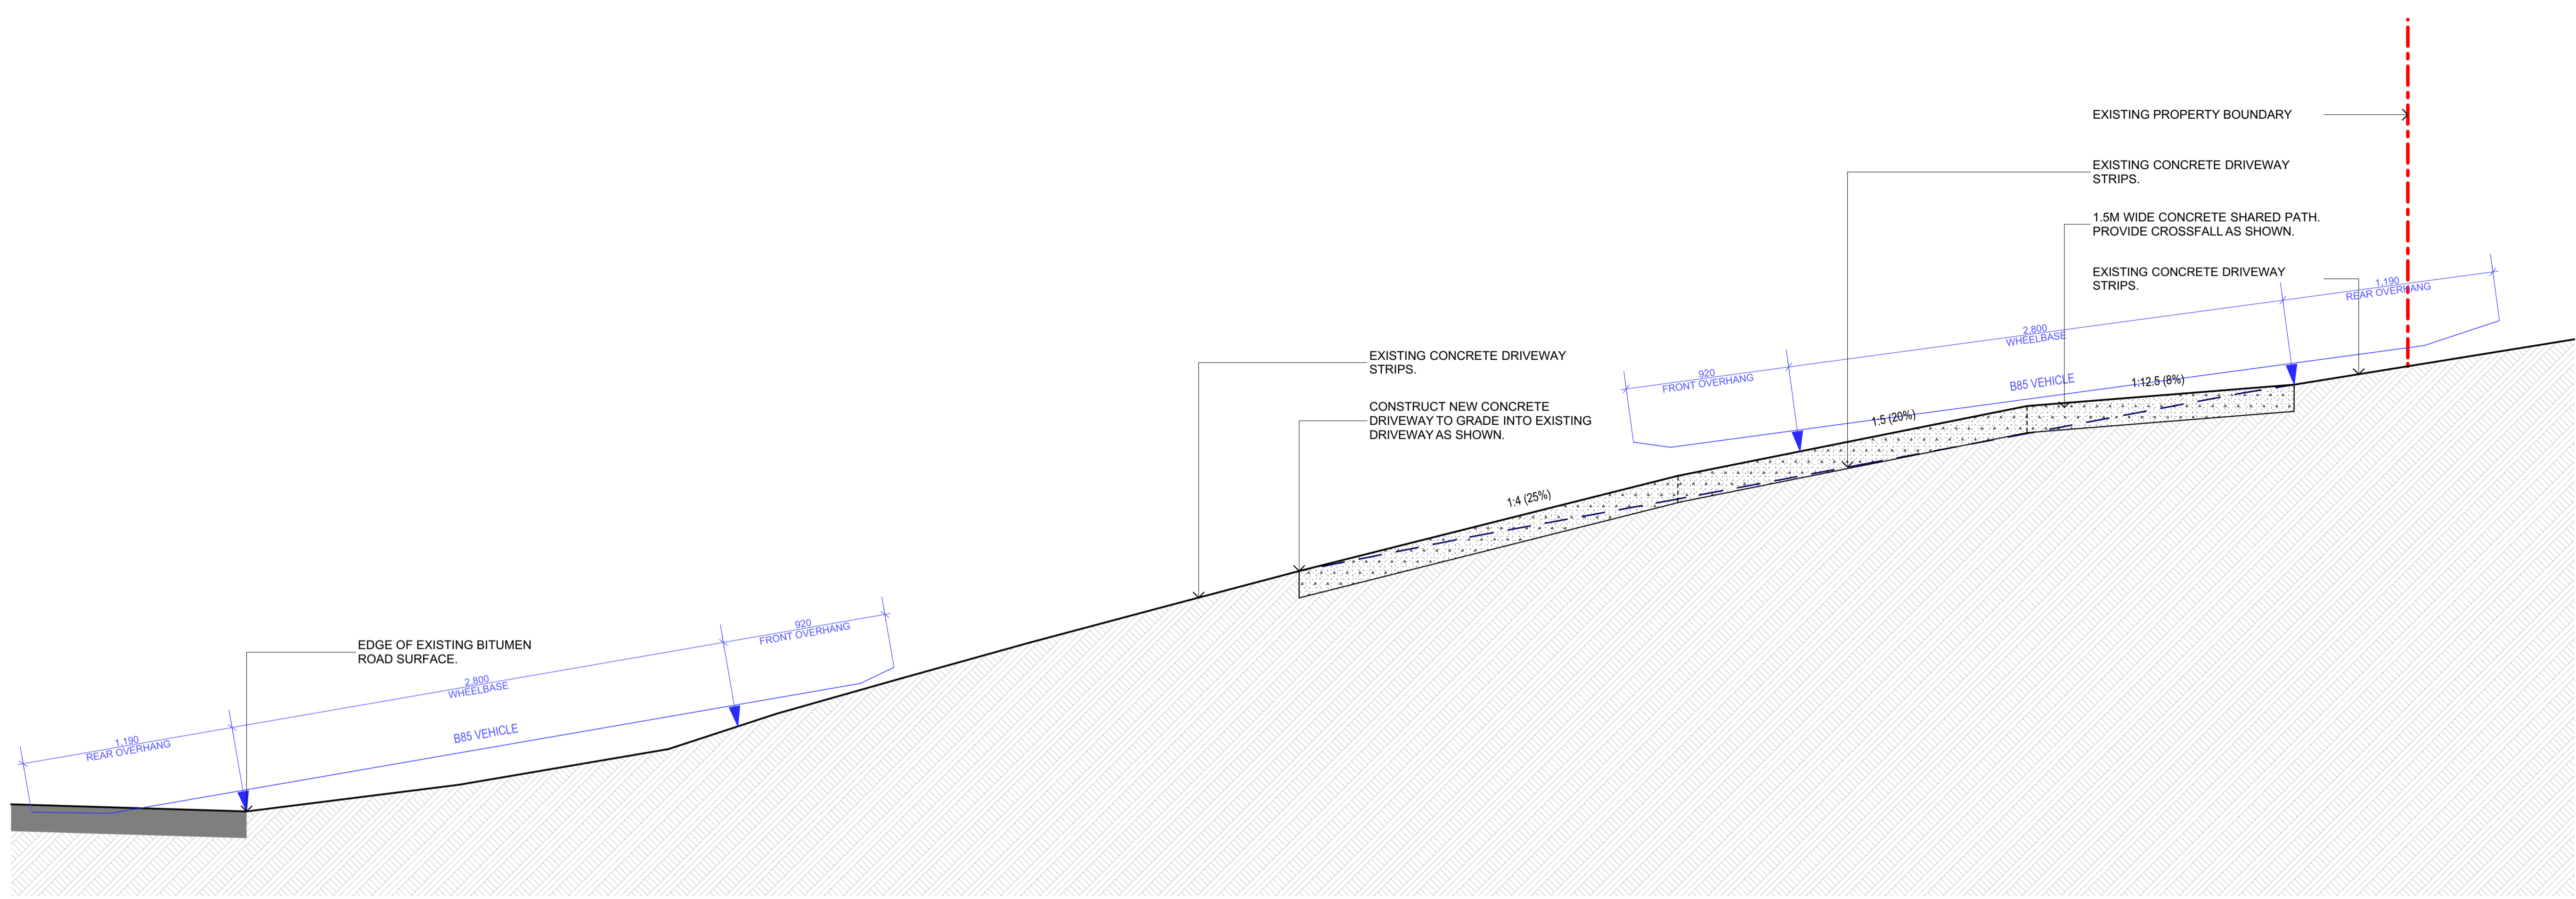 EXISTING PROPERTY BOUNDARY
EXISTING CONCRETE DRIVEWAY
STRIPS.
1.5M WIDE CONCRETE SHARED PATH.
PROVIDE CROSSFALL AS SHOWN.
EXISTING CONCRETE DRIVEWAY
STRIPS.
1,190
REAR OVERHANG
2,800
WHEELBASE
920
FRONT OVERHANG
B85 VEHICLE
1:12.5 (8%)
1:5 (20%)
1:4 (25%)
EXISTING CONCRETE DRIVEWAY
STRIPS.
CONSTRUCT NEW CONCRETE
DRIVEWAY TO GRADE INTO EXISTING
DRIVEWAY AS SHOWN.
EDGE OF EXISTING BITUMEN
ROAD SURFACE.
920
FRONT OVERHANG
2,800
WHEELBASE
1,190
REAR OVERHANG
B85 VEHICLE